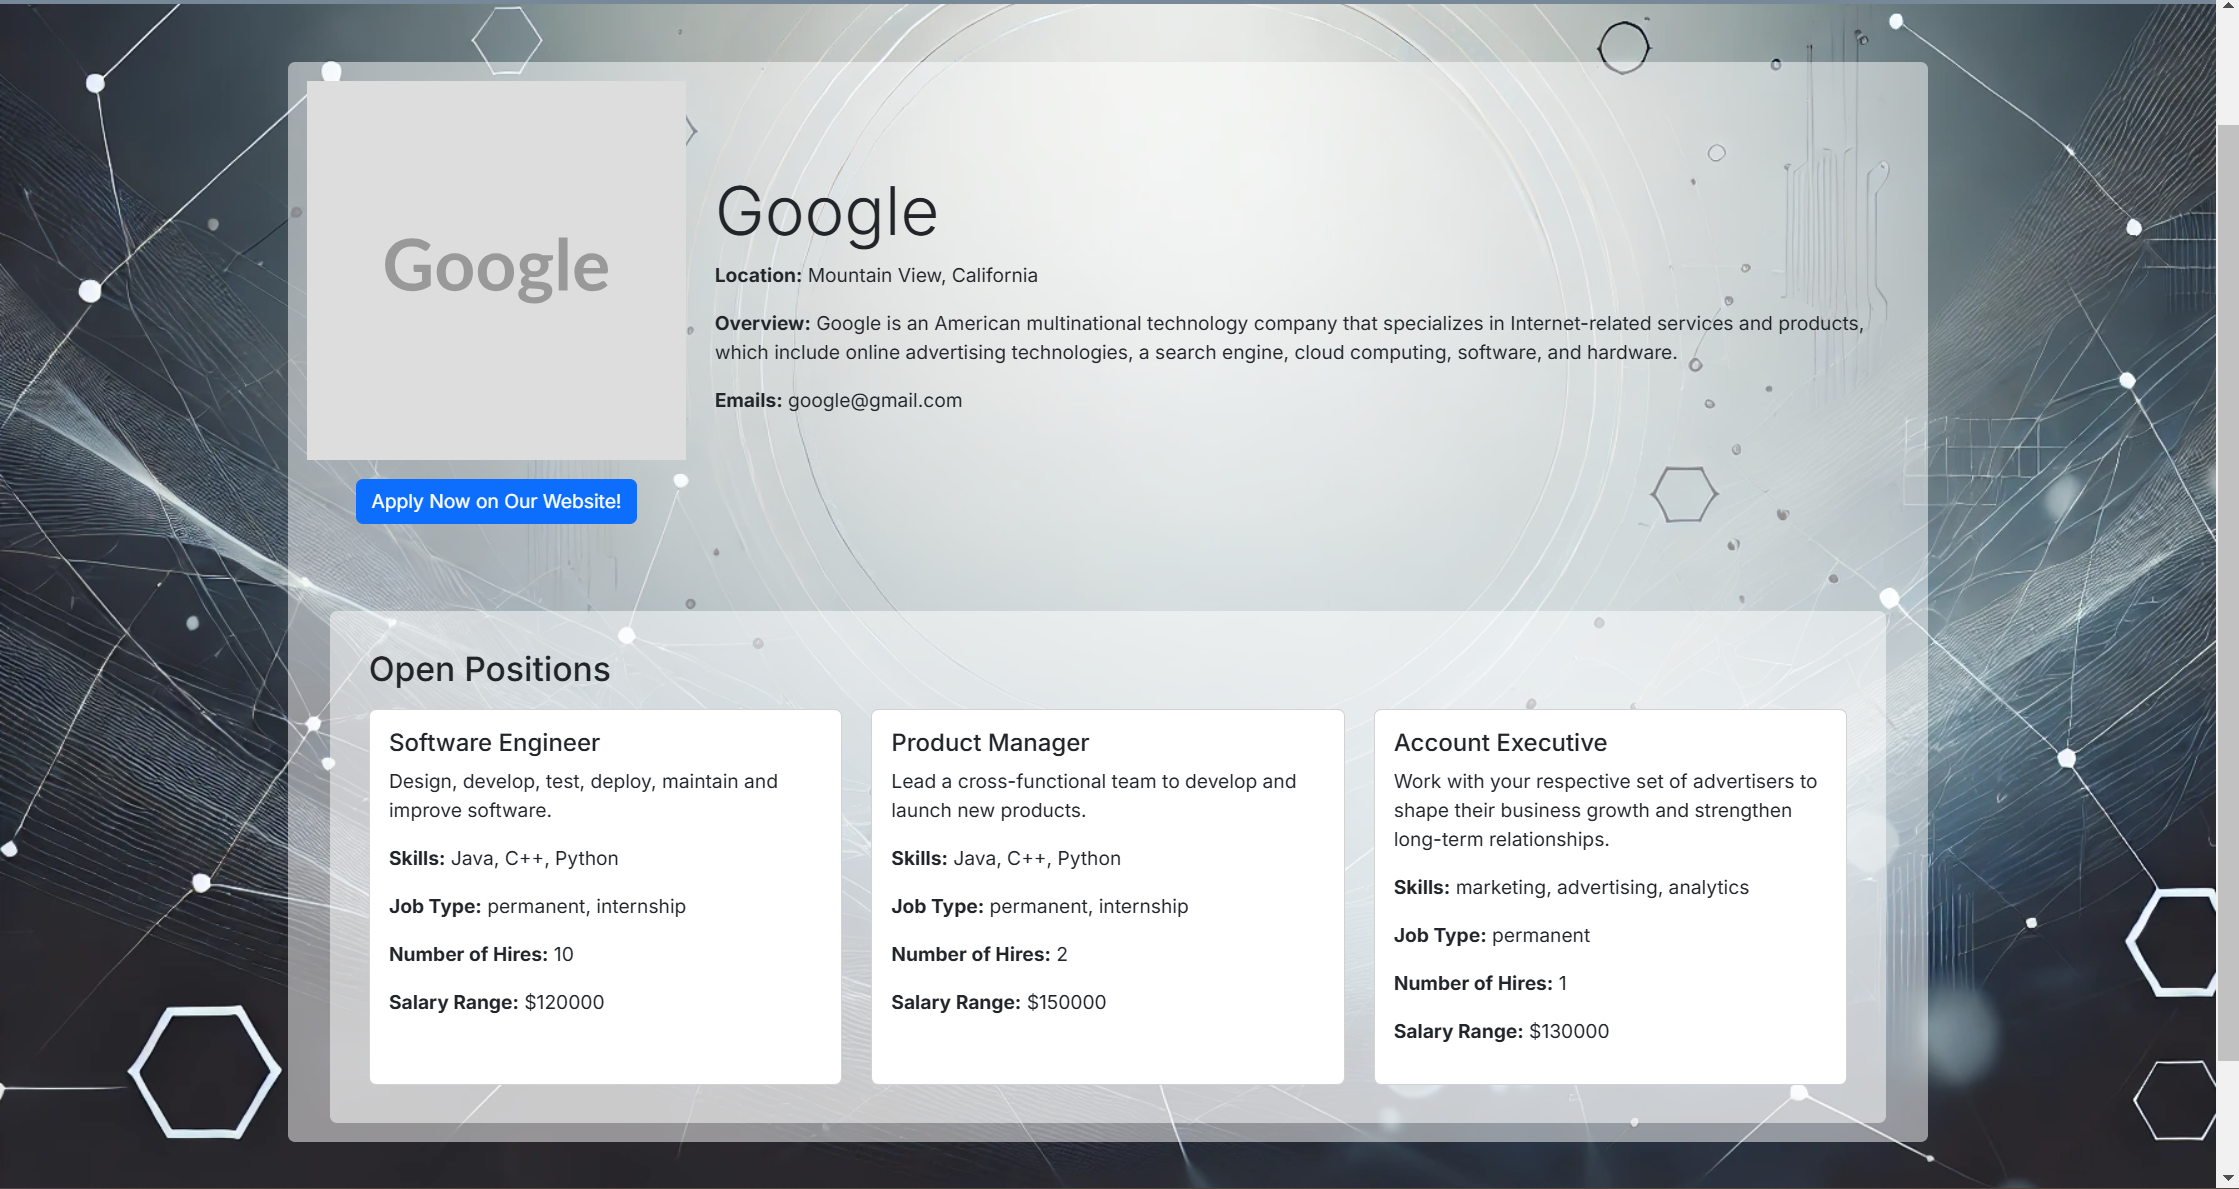 Google
Google
Location: Mountain View, California
Overview: Google is an American multinational technology company that specializes in Internet-related services and products,
which include online advertising technologies, a search engine, cloud computing, software, and hardware.
Emails: google@gmail.com
Apply Now on Our Website!
Open Positions
Software Engineer
Design, develop, test, deploy, maintain and
improve software.
Skills: Java, C++, Python
Job Type: permanent, internship
Number of Hires: 10
Salary Range: $120000
Product Manager
Lead a cross-functional team to develop and
launch new products.
Skills: Java, C++, Python
Job Type: permanent, internship
Number of Hires: 2
Salary Range: $150000
Account Executive
Work with your respective set of advertisers to
shape their business growth and strengthen
long-term relationships.
Skills: marketing, advertising, analytics
Job Type: permanent
Number of Hires: 1
Salary Range: $130000